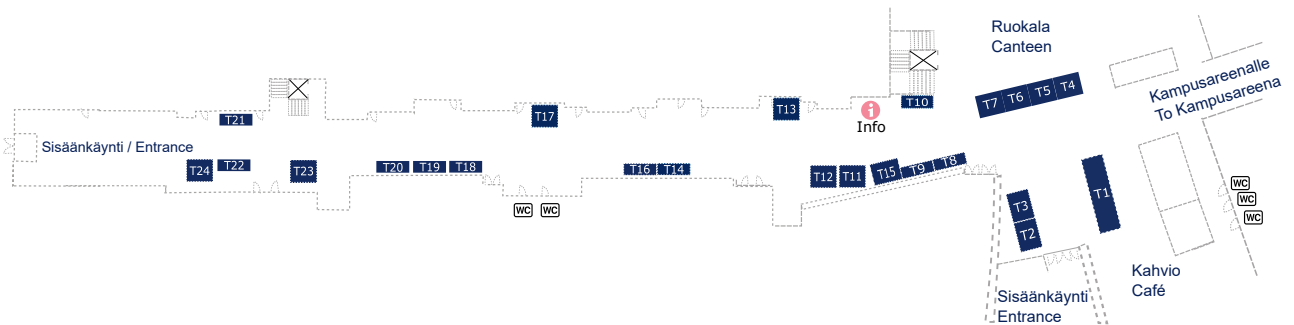 Ruokala
Canteen
Kampusareenalle
To Kampusareena
T7
T6
T5
T4
T10
T13
T17
T21
i
Info
Sisäänkäynti / Entrance
T24
T22
T23
T20
T19
T18
T16
T14
T12
T11
T15
T9
T8
T1
T3
T2
WC
WC
WC
WC
WC
Kahvio
Café
Sisäänkäynti
Entrance